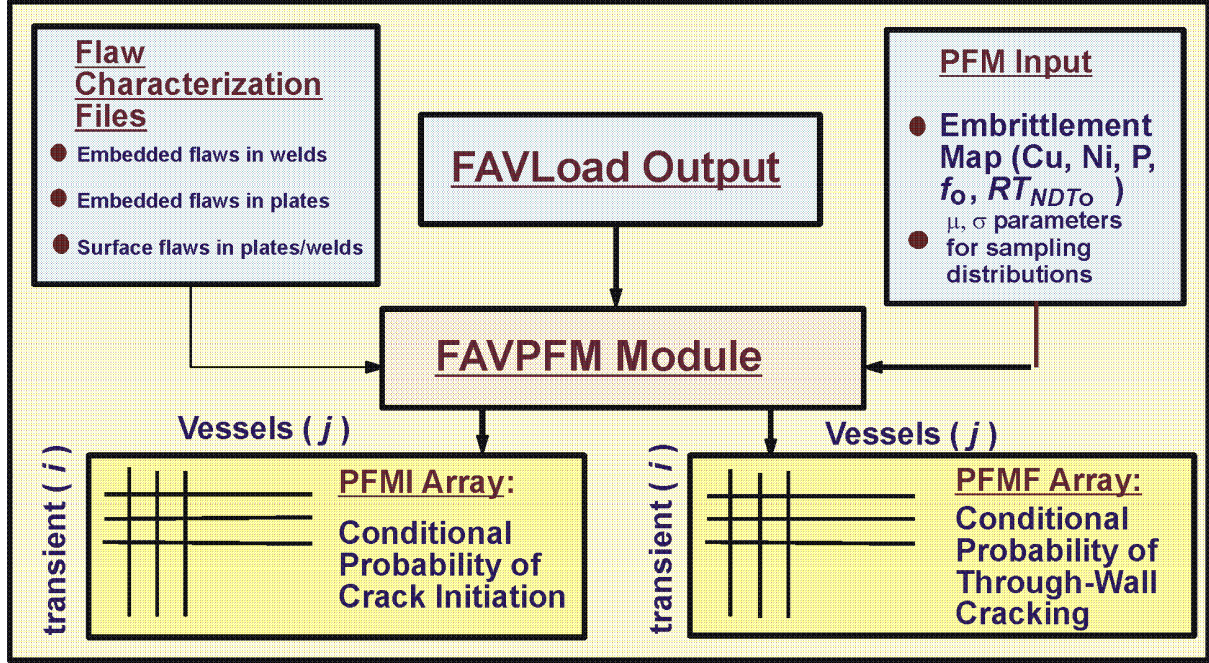 Flaw
Characterization
Files
Embedded flaws in welds
Embedded flaws in plates
Surface flaws in plates/welds
FAVLoad Output
PFM Input
Embrittlement
Map (Cu, Ni, P,
fo, RTNDTo )
μ, σ parameters
for sampling
distributions
FAVPFM Module
Vessels ( j )
transient ( i )
PFMI Array:
Conditional
Probability of
Crack Initiation
Vessels ( j )
transient ( i )
PFMF Array:
Conditional
Probability of
Through-Wall
Cracking